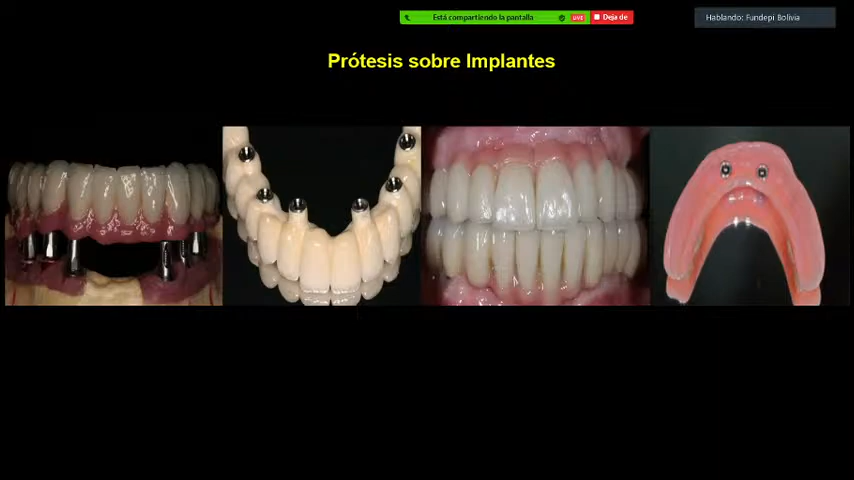 Está compartiendo la pantalla LIVE Deja de
Hablando: Fundepi Bolivia
Prótesis sobre Implantes